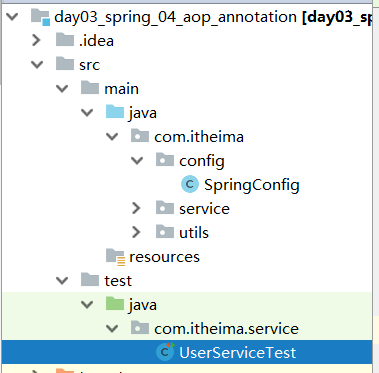 day03_spring_04_aop_annotation [day03_sp
.idea
src
main
java
com.itheima
config
SpringConfig
service
utils
resources
test
java
com.itheima.service
UserServiceTest